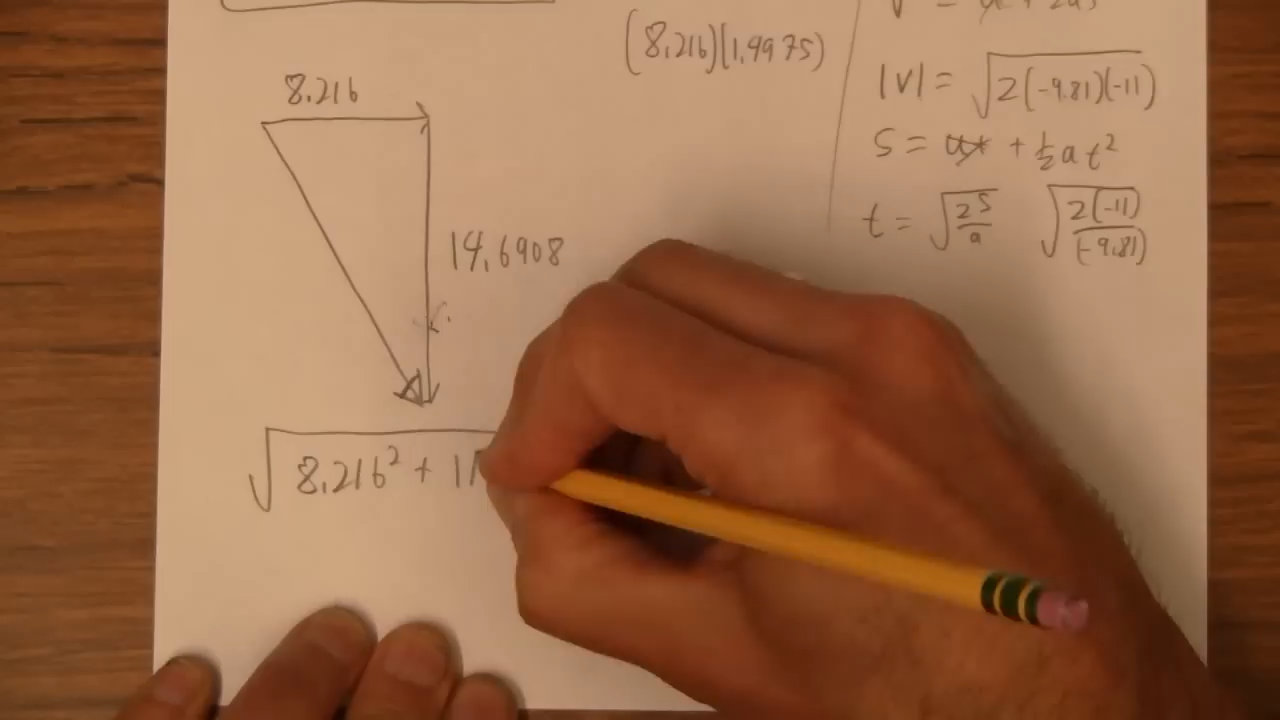 (8.216)(1.9975)
8.216
14.6908
√8.216² + 1
|v| = √2(-9.81)(-11)
s = ut + ½at²
t = √2s/a √2(-11)/(-9.81)